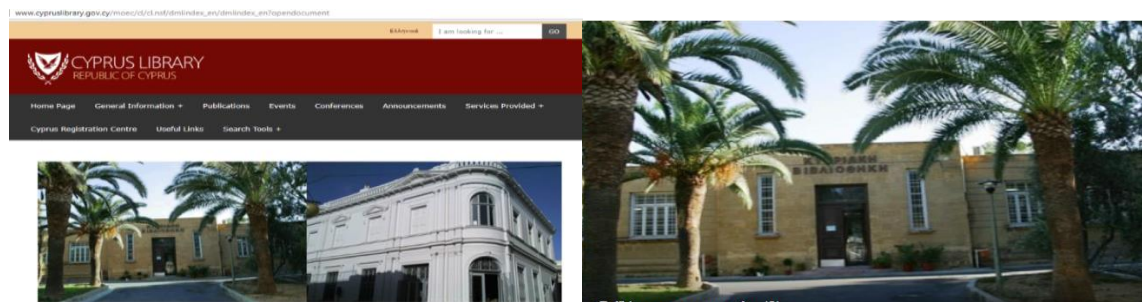 www.cypruslibrary.gov.cy/moec/cl/cl.nsf/dmlindex_en/dmlindex_en?opendocument
Ελληνικά I am looking for ... GO
CYPRUS LIBRARY
REPUBLIC OF CYPRUS
Home Page General Information + Publications Events Conferences Announcements Services Provided +
Cyprus Registration Centre Useful Links Search Tools +
ΚΥΠΡΙΑΚΗ
ΒΙΒΛΙΟΘΗΚΗ